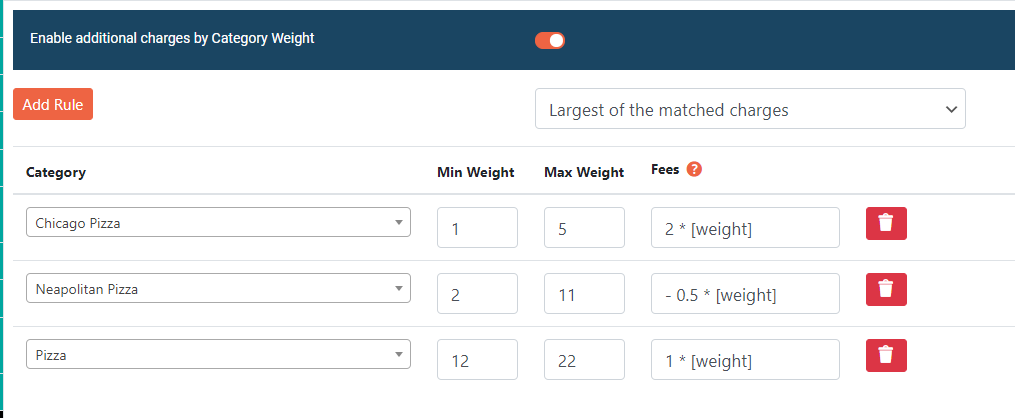 Enable additional charges by Category Weight
Add Rule
Largest of the matched charges
Category Min Weight Max Weight Fees ?
Chicago Pizza 1 5 2 * [weight]
Neapolitan Pizza 2 11 - 0.5 * [weight]
Pizza 12 22 1 * [weight]